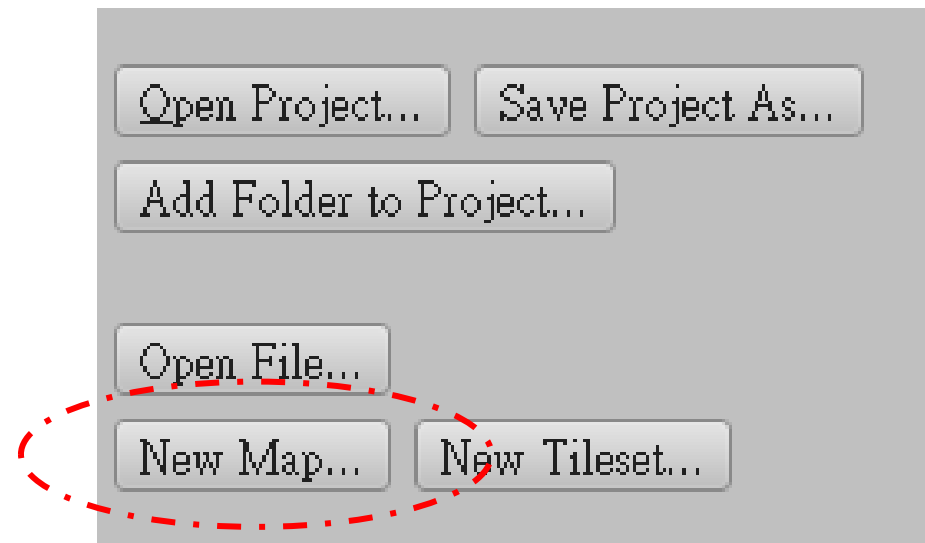 Open Project... Save Project As...
Add Folder to Project...
Open File...
New Map... New Tileset...